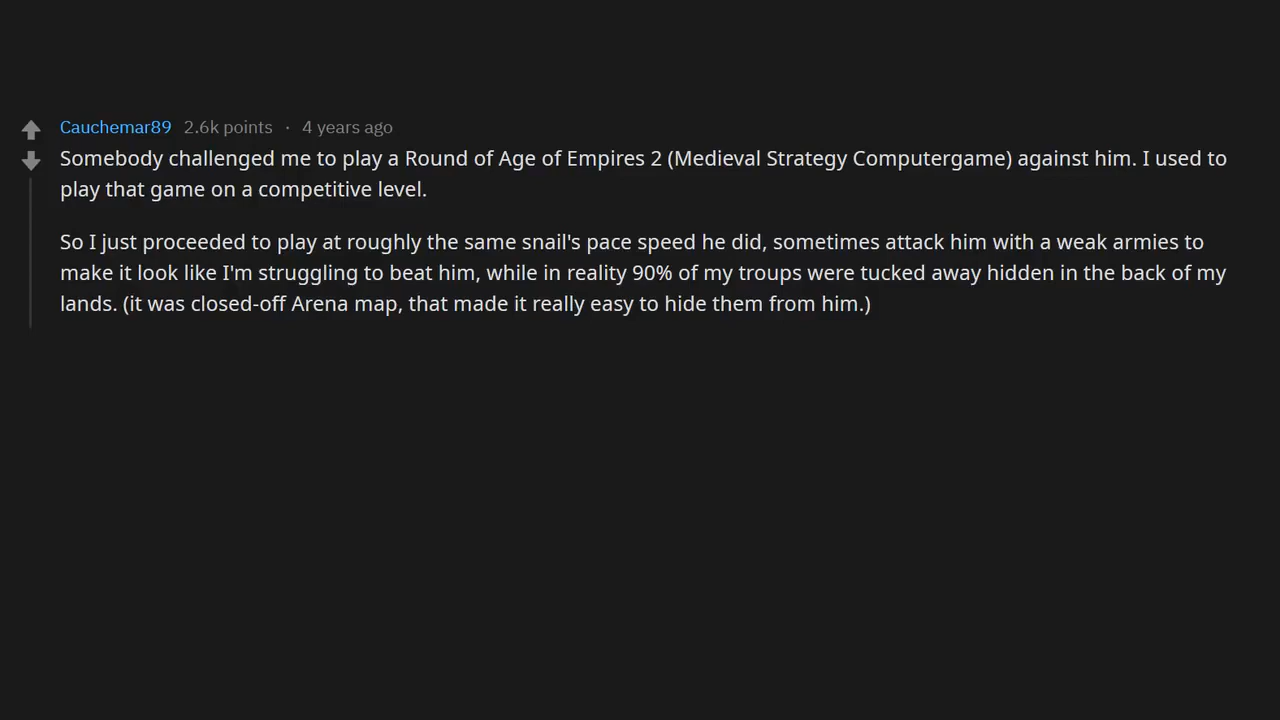 Cauchemar89 2.6k points · 4 years ago
Somebody challenged me to play a Round of Age of Empires 2 (Medieval Strategy Computergame) against him. I used to
play that game on a competitive level.
So I just proceeded to play at roughly the same snail's pace speed he did, sometimes attack him with a weak armies to
make it look like I'm struggling to beat him, while in reality 90% of my troops were tucked away hidden in the back of my
lands. (it was closed-off Arena map, that made it really easy to hide them from him.)